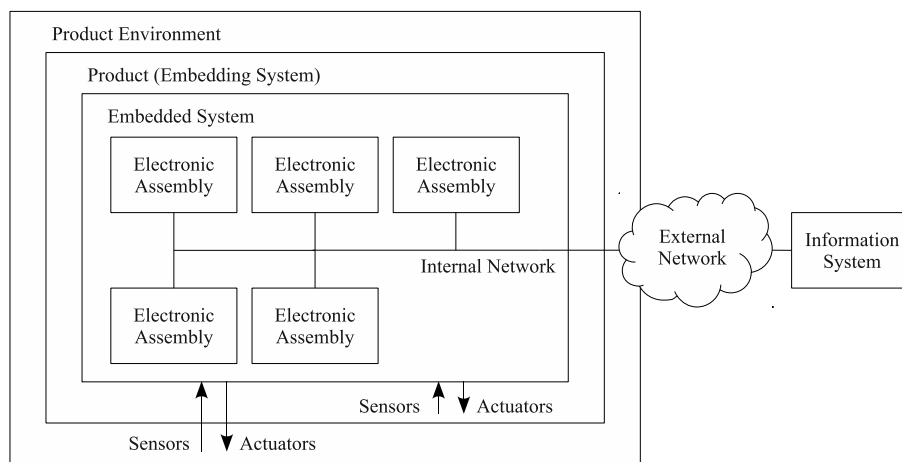 Product Environment
Product (Embedding System)
Embedded System
Electronic
Assembly
Electronic
Assembly
Electronic
Assembly
External
Network
Information
System
Internal Network
Electronic
Assembly
Electronic
Assembly
Sensors
Actuators
Sensors
Actuators